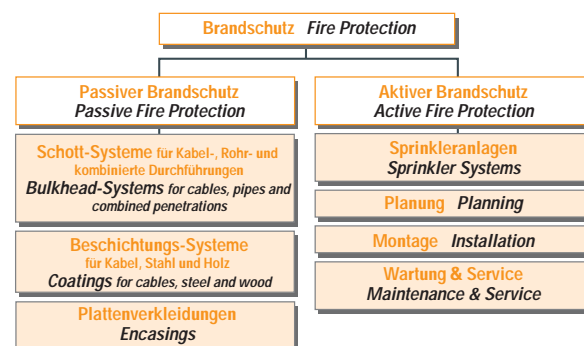 Brandschutz Fire Protection
Passiver Brandschutz
Passive Fire Protection
Schott-Systeme für Kabel-, Rohr- und
kombinierte Durchführungen
Bulkhead-Systems for cables, pipes and
combined penetrations
Beschichtungs-Systeme
für Kabel, Stahl und Holz
Coatings for cables, steel and wood
Plattenverkleidungen
Encasings
Aktiver Brandschutz
Active Fire Protection
Sprinkleranlagen
Sprinkler Systems
Planung Planning
Montage Installation
Wartung & Service
Maintenance & Service